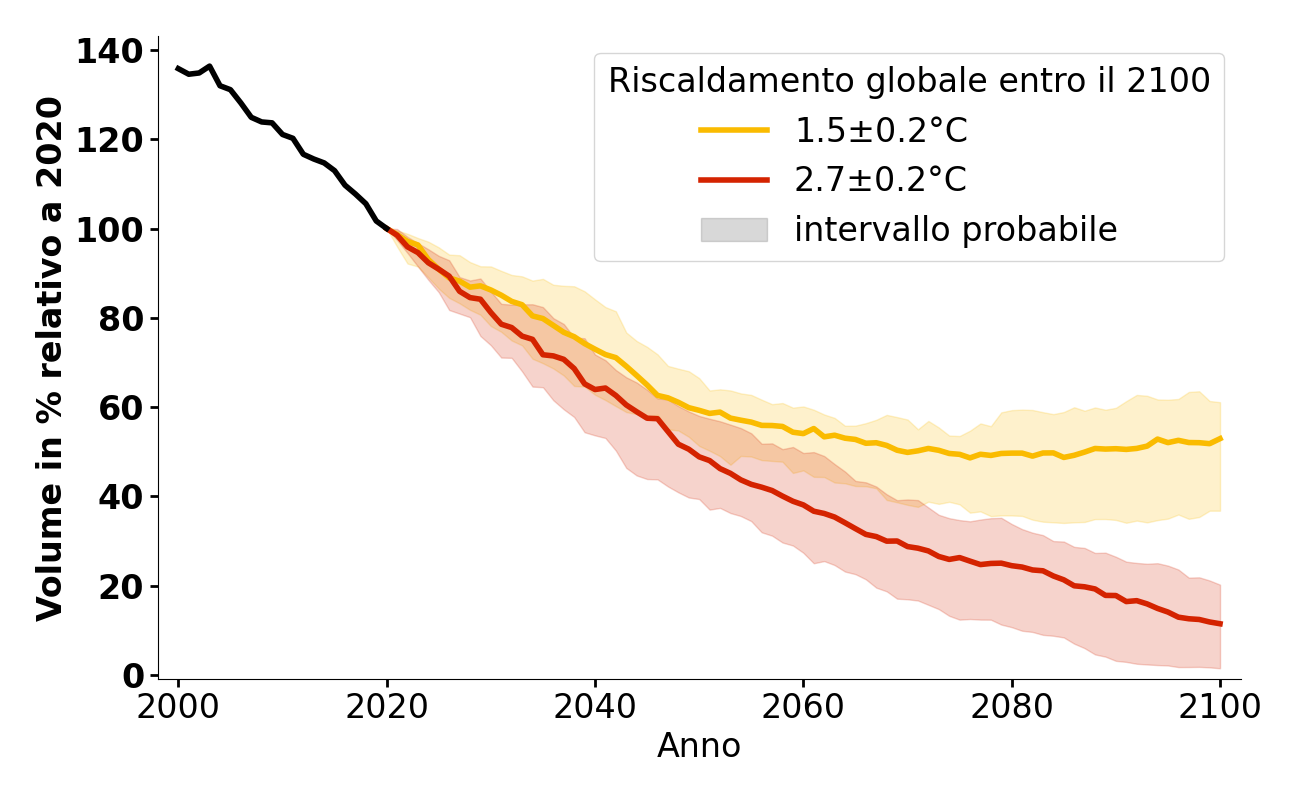 Volume in % relativo a 2020
140
120
100
80
60
40
20
0
Riscaldamento globale entro il 2100
1.5±0.2°C
2.7±0.2°C
intervallo probabile
2000 2020 2040 2060 2080 2100
Anno